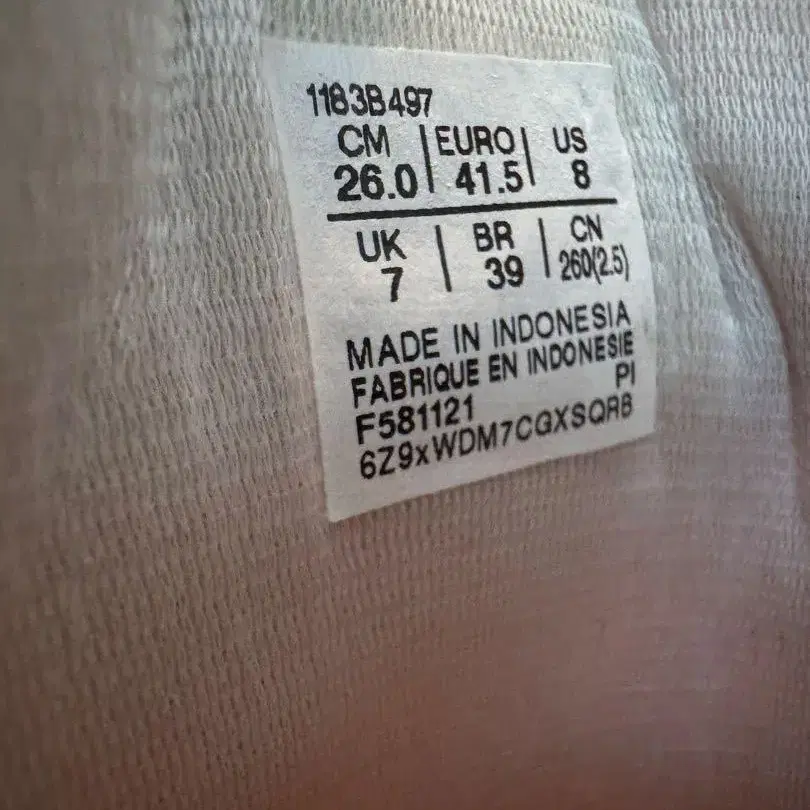 1183B497
CM | EURO | US
26.0 | 41.5 | 8
UK | BR | CN
7 | 39 | 260(2.5)
MADE IN INDONESIA
FABRIQUE EN INDONESIE
PI
F581121
6Z9xWDM7CGXSQRB